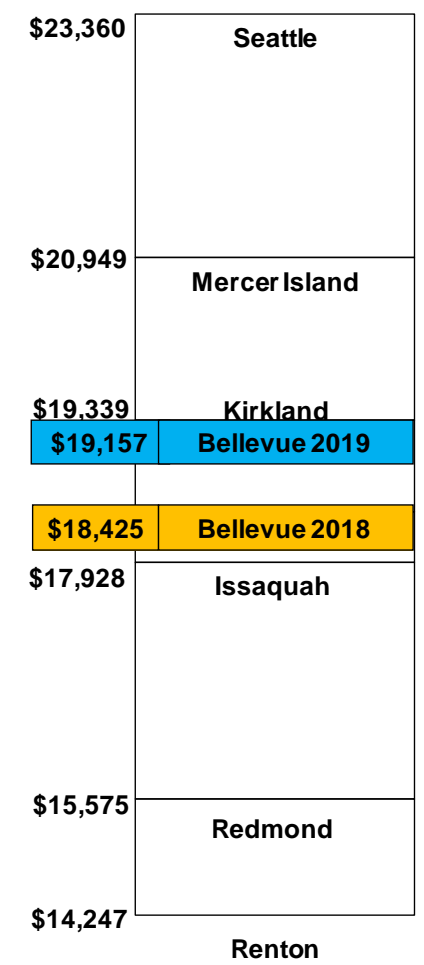 $23,360 Seattle
$20,949
Mercer Island
$19,339 Kirkland
$19,157 Bellevue 2019
$18,425 Bellevue 2018
$17,928 Issaquah
$15,575
Redmond
$14,247
Renton